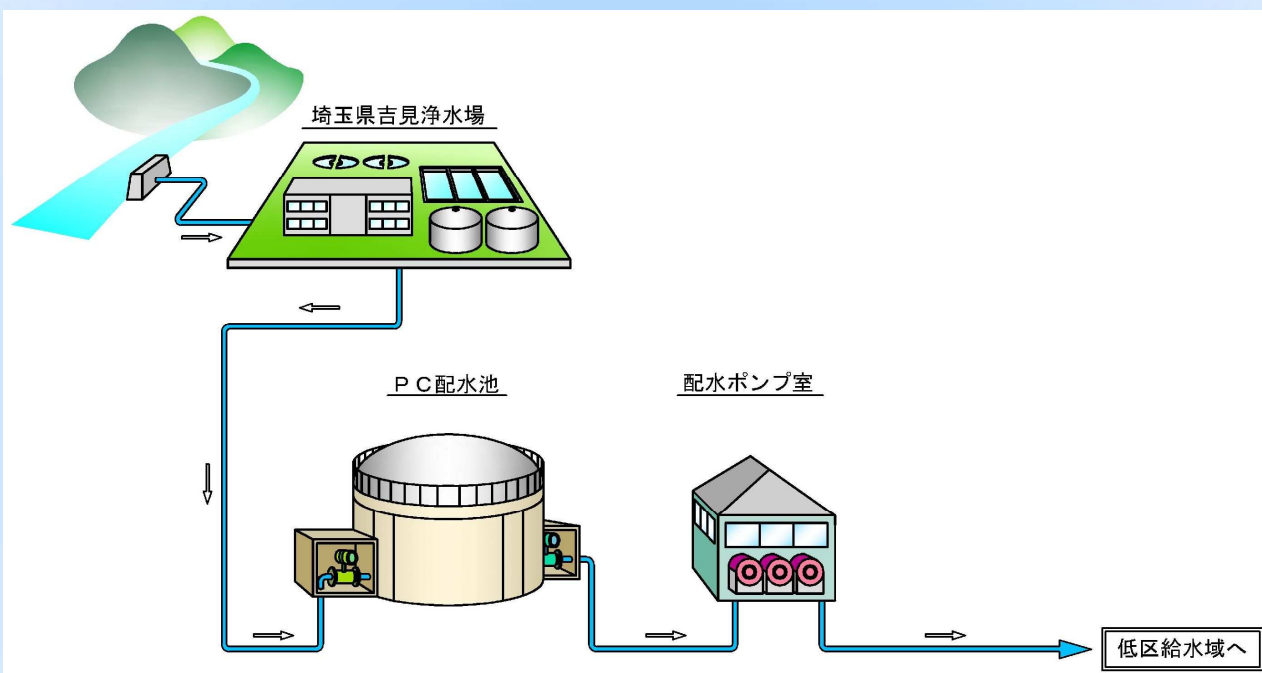 埼玉県吉見浄水場
ＰＣ配水池
配水ポンプ室
低区給水域へ